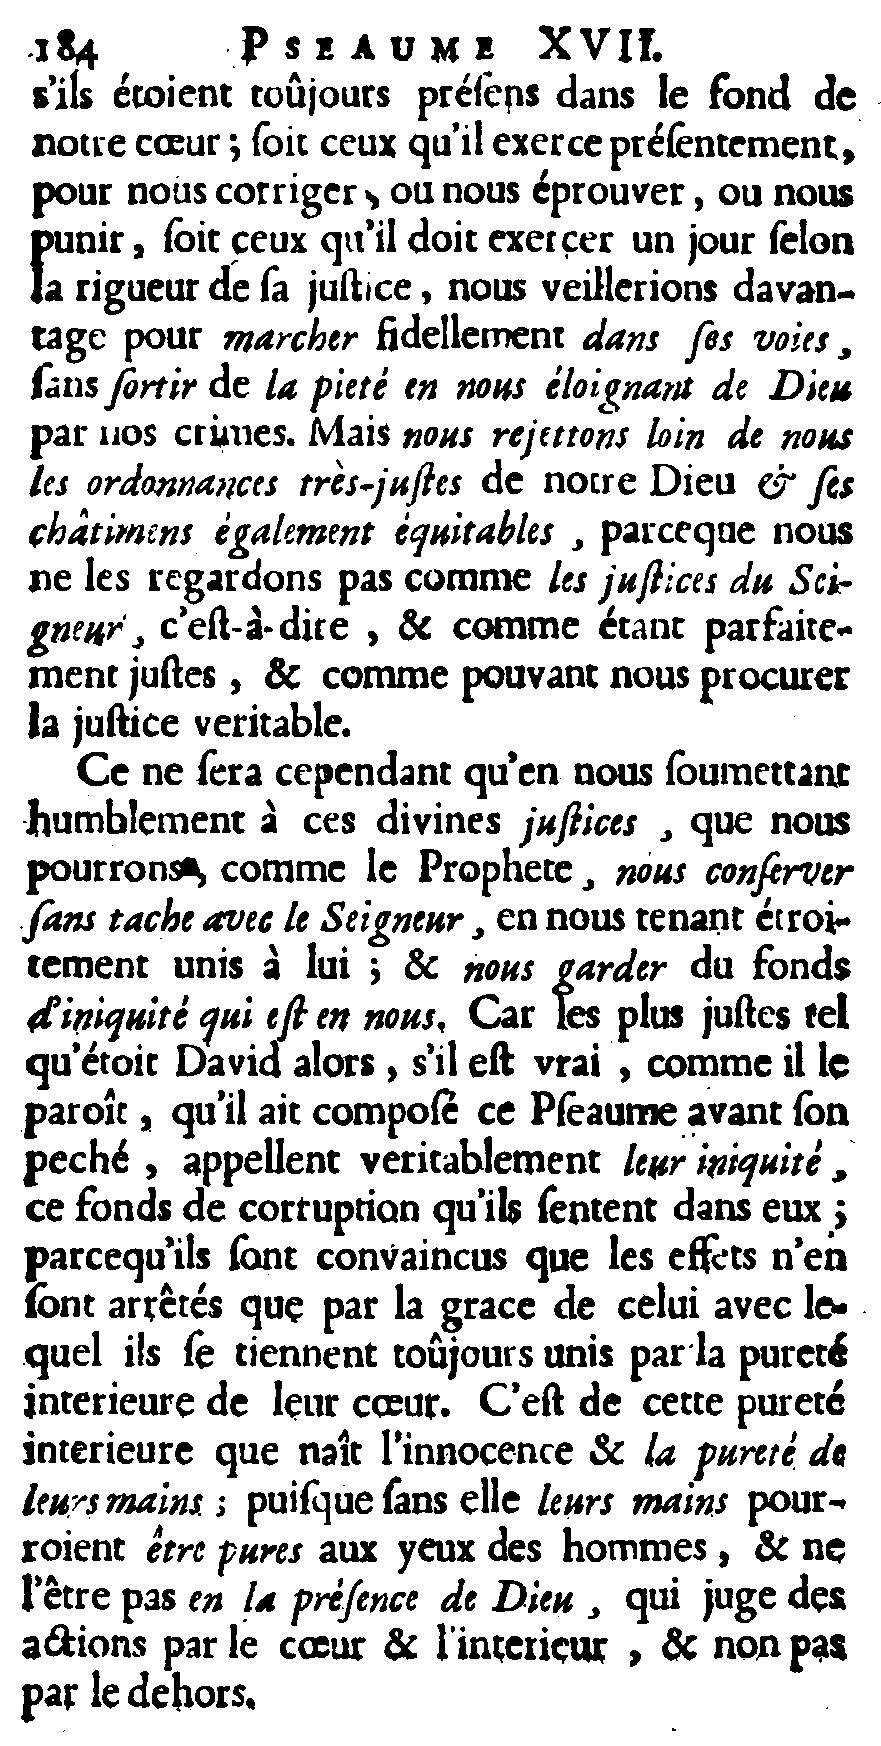 184 PSEAUME XVII.
s'ils étoient toûjours préſens dans le fond de
notre cœur ; ſoit ceux qu'il exerce préſentement,
pour nous corriger, ou nous éprouver, ou nous
punir, ſoit ceux qu'il doit exercer un jour ſelon
la rigueur de ſa juſtice, nous veillerions davan-
tage pour marcher fidellement dans ſes voies,
ſans ſortir de la pieté en nous éloignant de Dieu
par nos crimes. Mais nous rejettons loin de nous
les ordonnances très-juſtes de notre Dieu & ſes
châtimens également équitables, parceque nous
ne les regardons pas comme les juſtices du Sei-
gneur, c'eſt-à-dire, & comme étant parfaite-
ment juſtes, & comme pouvant nous procurer
la juſtice veritable.
Ce ne ſera cependant qu'en nous ſoumettant
humblement à ces divines juſtices, que nous
pourrons, comme le Prophete, nous conſerver
ſans tache avec le Seigneur, en nous tenant étroi-
tement unis à lui ; & nous garder du fonds
d'iniquité qui eſt en nous. Car les plus juſtes tel
qu'étoit David alors, s'il eſt vrai, comme il le
paroît, qu'il ait compoſé ce Pſeaume avant ſon
peché, appellent veritablement leur iniquité,
ce fonds de corruption qu'ils ſentent dans eux ;
parcequ'ils ſont convaincus que les effets n'en
ſont arrêtés que par la grace de celui avec le-
quel ils ſe tiennent toûjours unis par la pureté
interieure de leur cœur. C'eſt de cette pureté
interieure que naît l'innocence & la pureté de
leurs mains ; puiſque ſans elle leurs mains pour-
roient être pures aux yeux des hommes, & ne
l'être pas en la préſence de Dieu, qui juge des
actions par le cœur & l'interieur, & non pas
par le dehors.